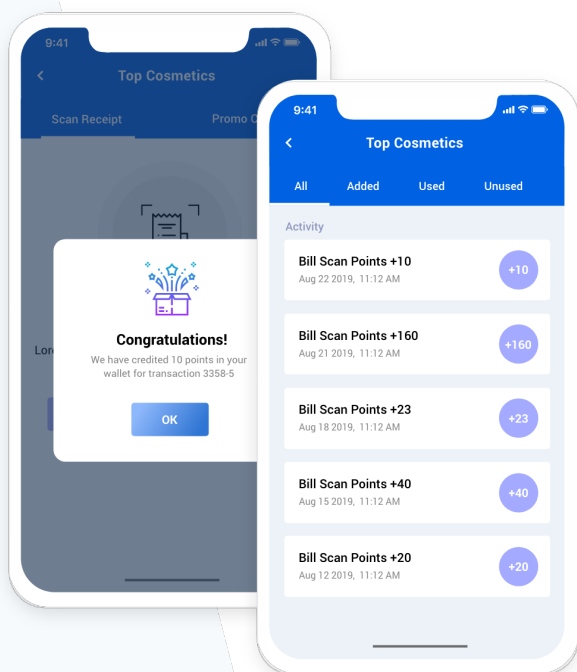 9:41
Top Cosmetics
Scan Receipt
Promo
Congratulations!
We have credited 10 points in your
wallet for transaction 3358-5
OK
9:41
Top Cosmetics
All Added Used Unused
Activity
Bill Scan Points +10
Aug 22 2019, 11:12 AM
+10
Bill Scan Points +160
Aug 21 2019, 11:12 AM
+160
Bill Scan Points +23
Aug 18 2019, 11:12 AM
+23
Bill Scan Points +40
Aug 15 2019, 11:12 AM
+40
Bill Scan Points +20
Aug 12 2019, 11:12 AM
+20